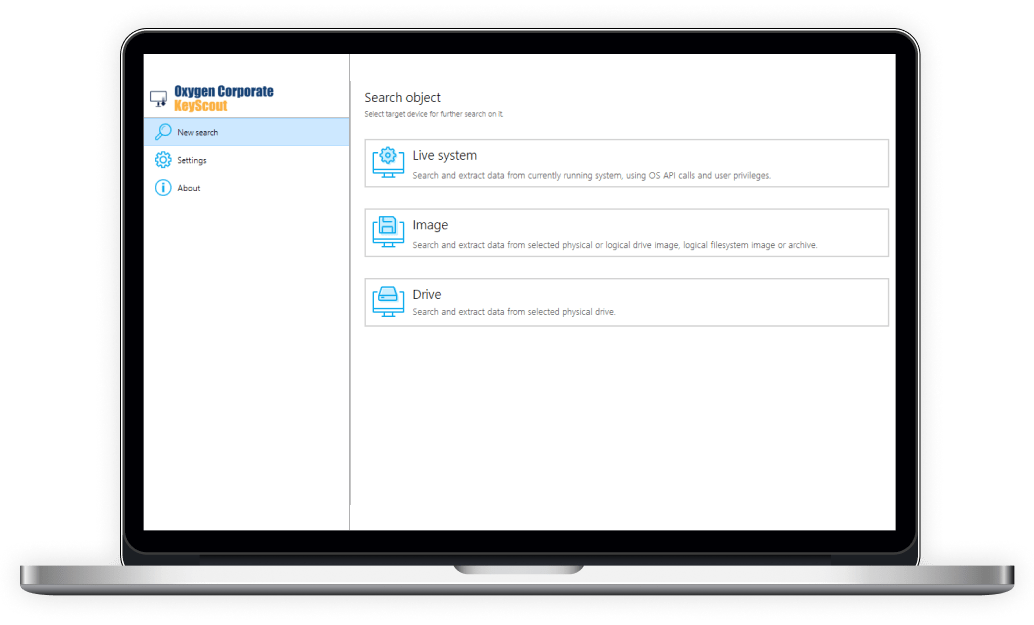 Oxygen Corporate
KeyScout
New search
Settings
About
Search object
Select target device for further search on it.
Live system
Search and extract data from currently running system, using OS API calls and user privileges.
Image
Search and extract data from selected physical or logical drive image, logical filesystem image or archive.
Drive
Search and extract data from selected physical drive.